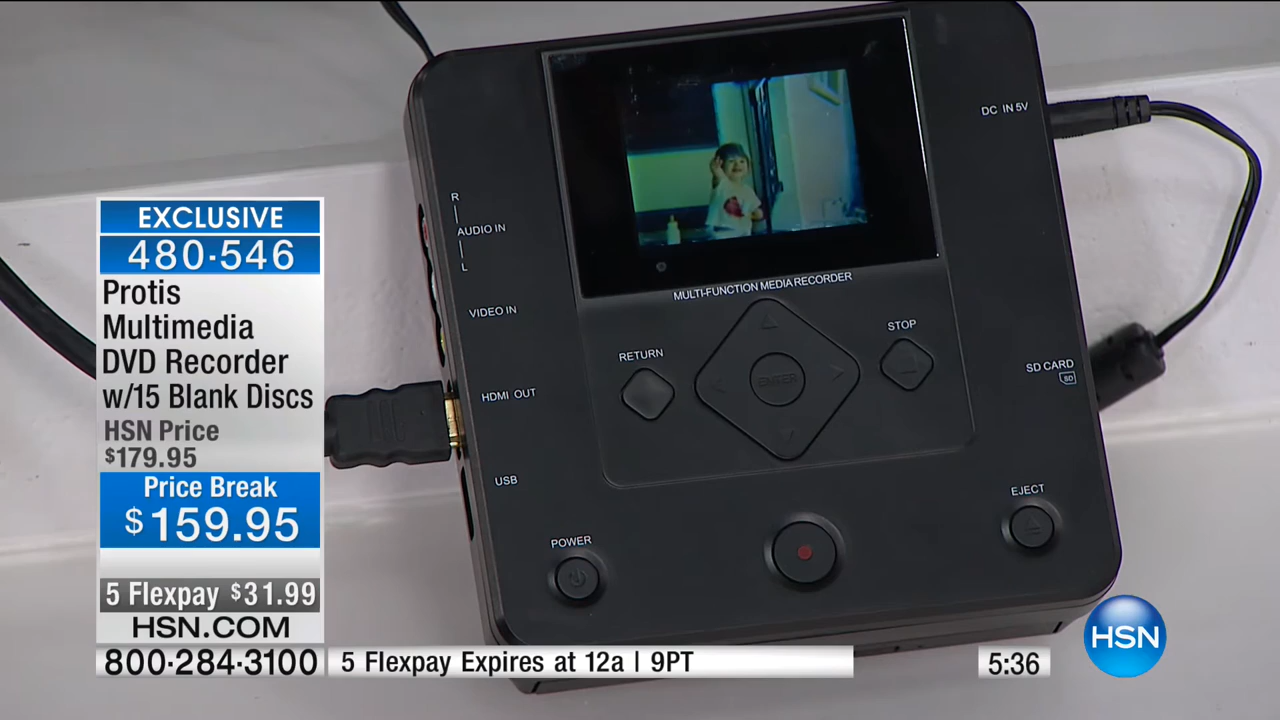 EXCLUSIVE
480·546
Protis
Multimedia
DVD Recorder
w/15 Blank Discs
HSN Price
$179.95
Price Break
$159.95
5 Flexpay $31.99
HSN.COM
800·284·3100
5 Flexpay Expires at 12a | 9PT
5:36
HSN
DC IN 5V
R
AUDIO IN
L
MULTI-FUNCTION MEDIA RECORDER
VIDEO IN
STOP
RETURN
ENTER
SD CARD
SD
HDMI OUT
USB
EJECT
POWER